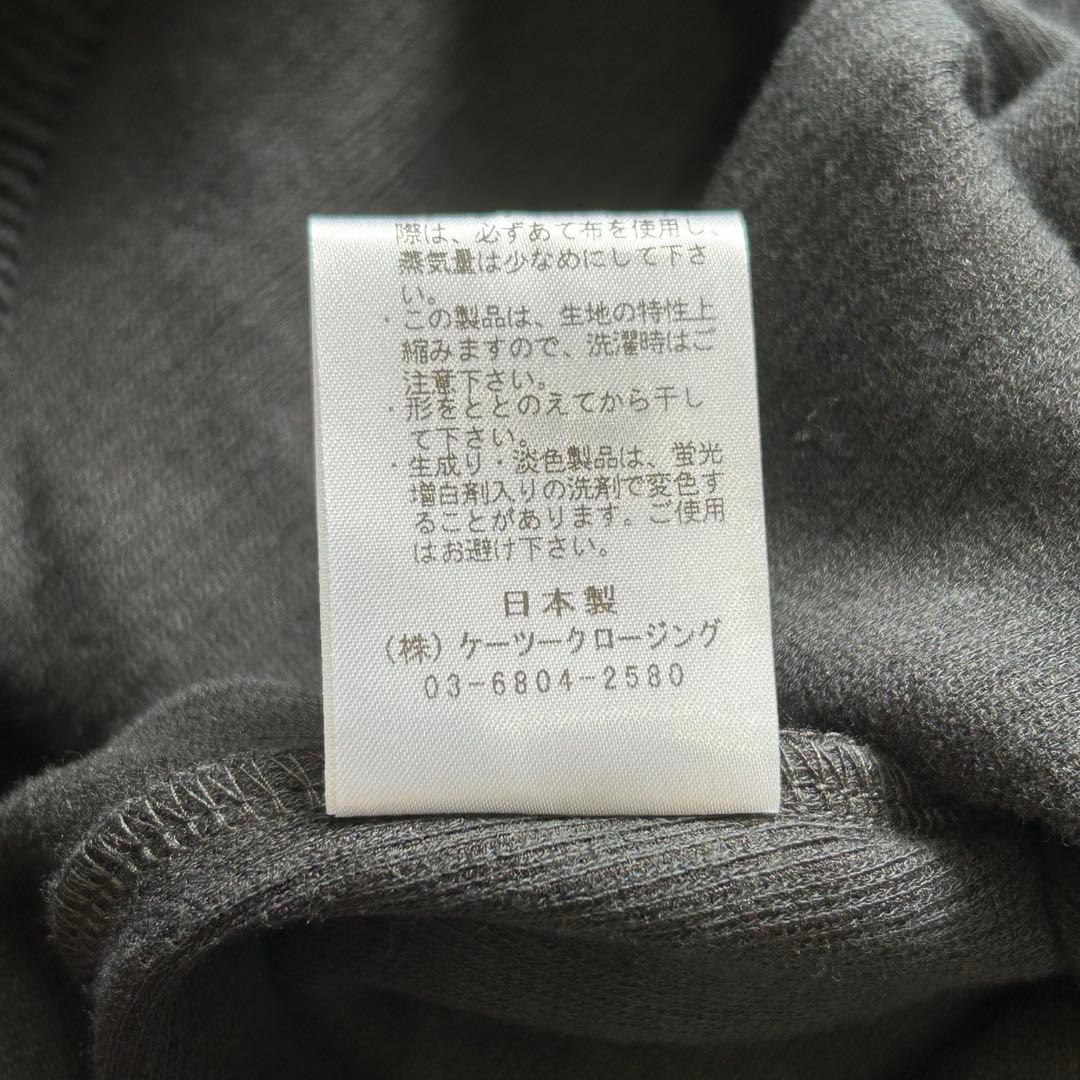 際は、必ずあて布を使用し、
蒸気量は少なめにして下さ
い。
・この製品は、生地の特性上
縮みますので、洗濯時はご
注意下さい。
・形をととのえてから干し
て下さい。
・生成り・淡色製品は、蛍光
増白剤入りの洗剤で変色す
ることがあります。ご使用
はお避け下さい。
日本製
(株)ケーツークロージング
03-6804-2580